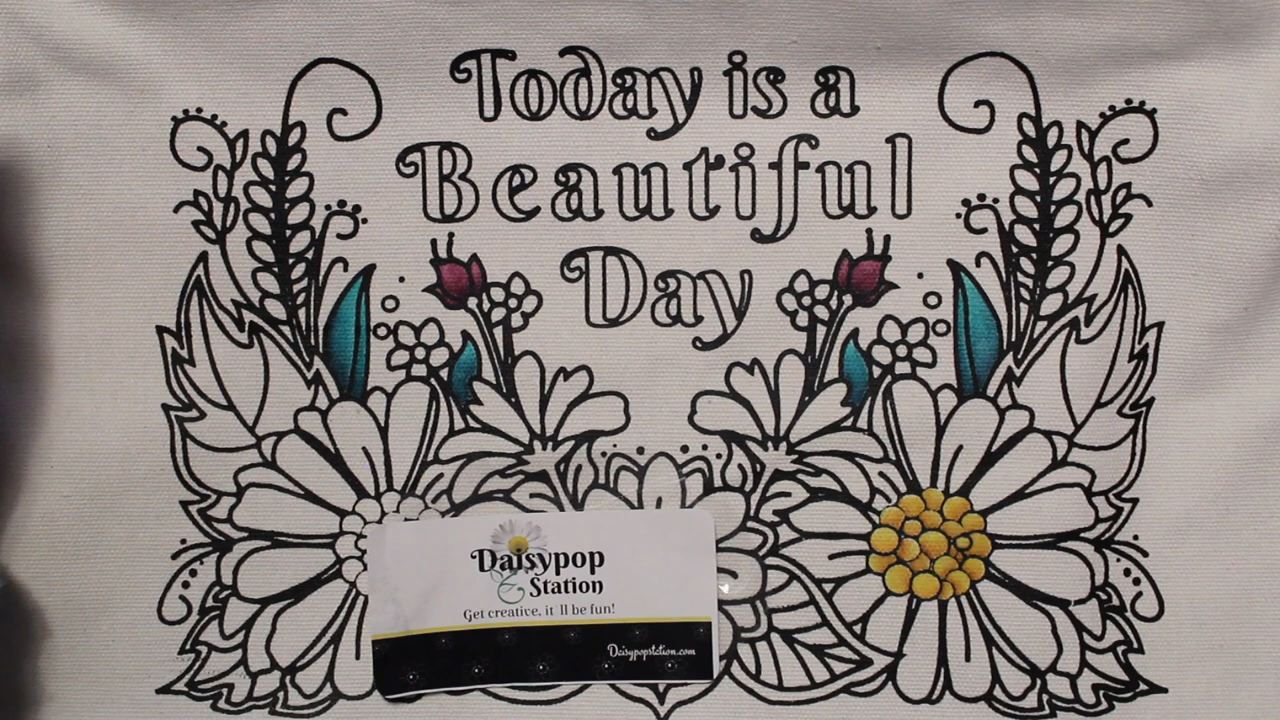 Today is a
Beautiful
Day
Daisypop
& Station
Get creative, it'll be fun!
Daisypopstation.com